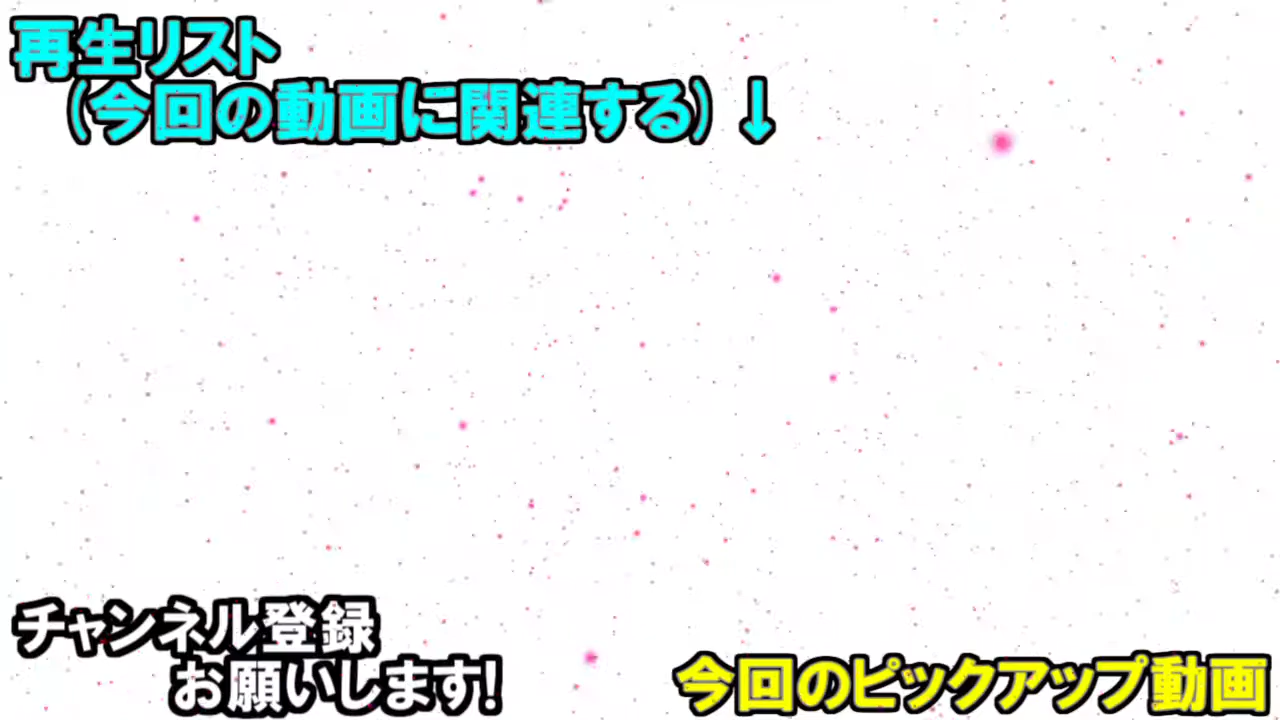 再生リスト
(今回の動画に関連する)↓
チャンネル登録
お願いします!
今回のピックアップ動画